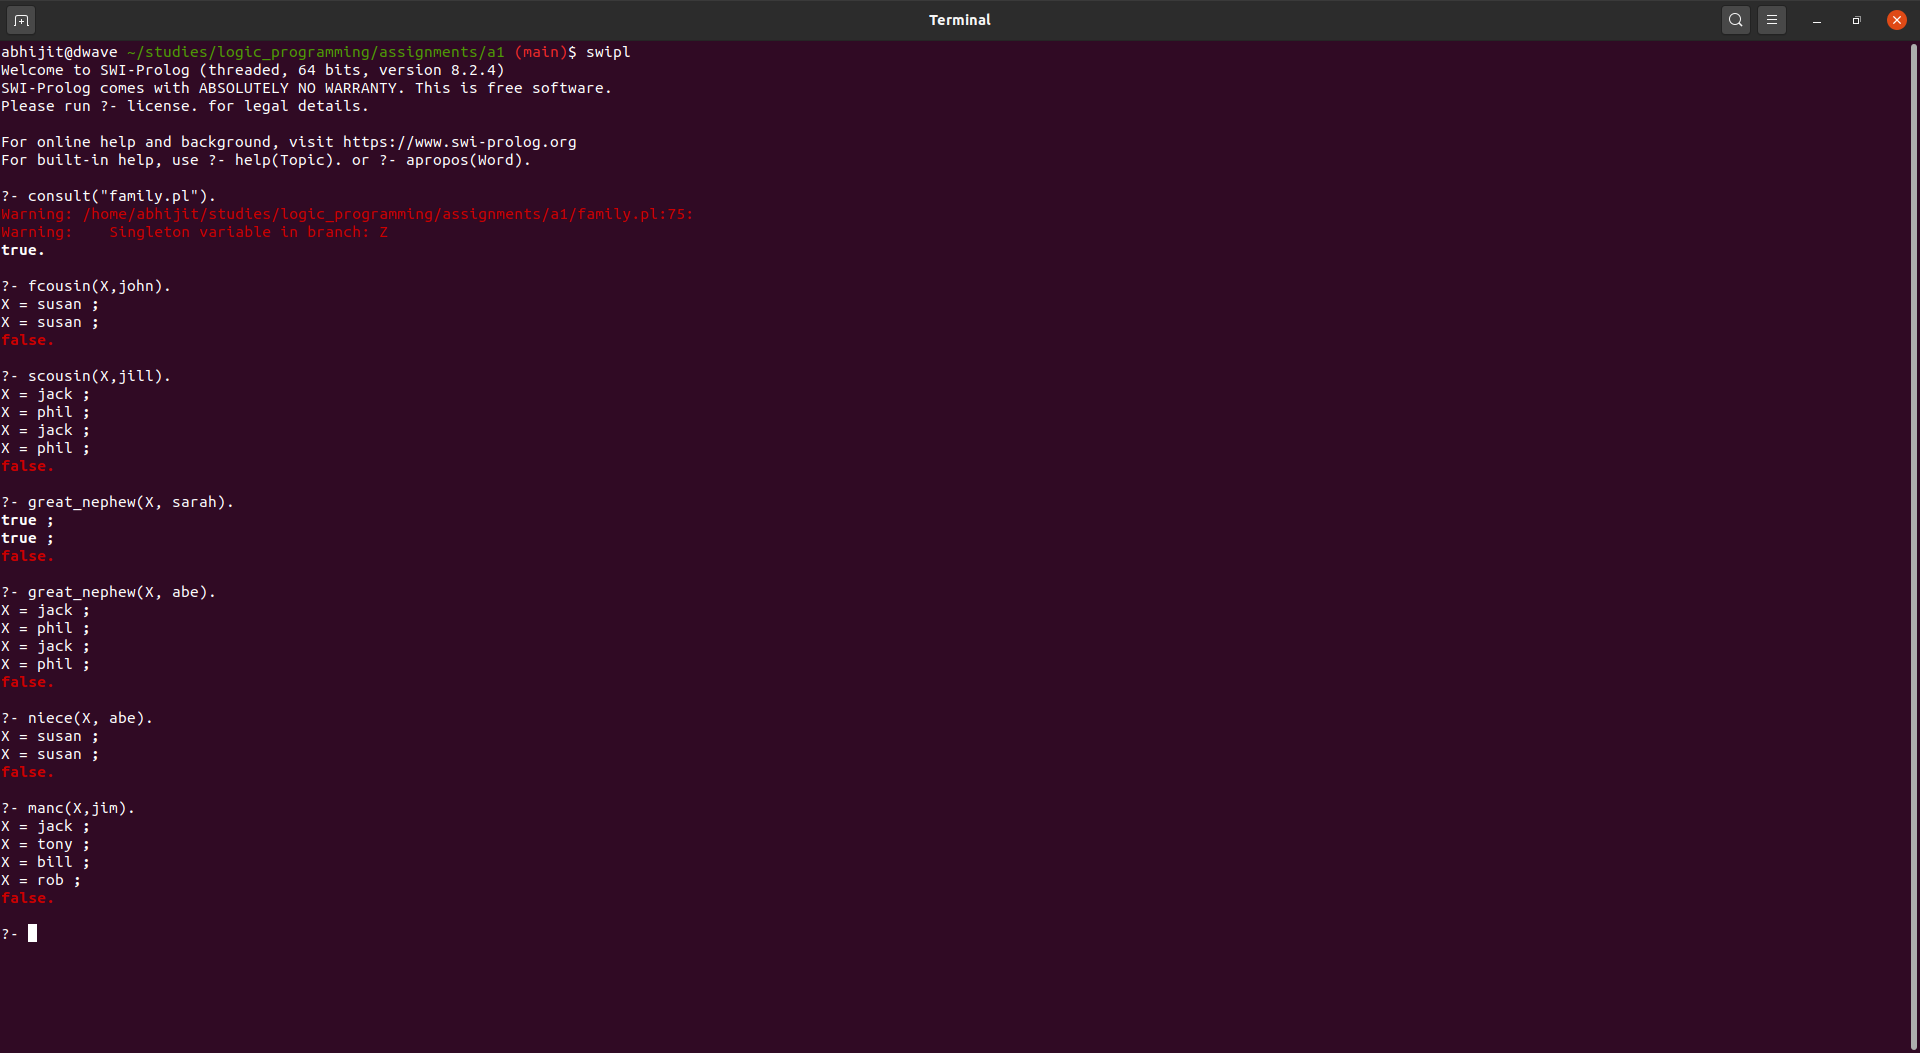 Terminal
abhijit@dwave ~/studies/logic_programming/assignments/a1 (main)$ swipl
Welcome to SWI-Prolog (threaded, 64 bits, version 8.2.4)
SWI-Prolog comes with ABSOLUTELY NO WARRANTY. This is free software.
Please run ?- license. for legal details.
For online help and background, visit https://www.swi-prolog.org
For built-in help, use ?- help(Topic). or ?- apropos(Word).
?- consult("family.pl").
Warning: /home/abhijit/studies/logic_programming/assignments/a1/family.pl:75:
Warning:    Singleton variable in branch: Z
true.
?- fcousin(X,john).
X = susan ;
X = susan ;
false.
?- scousin(X,jill).
X = jack ;
X = phil ;
X = jack ;
X = phil ;
false.
?- great_nephew(X, sarah).
true ;
true ;
false.
?- great_nephew(X, abe).
X = jack ;
X = phil ;
X = jack ;
X = phil ;
false.
?- niece(X, abe).
X = susan ;
X = susan ;
false.
?- manc(X,jim).
X = jack ;
X = tony ;
X = bill ;
X = rob ;
false.
?-